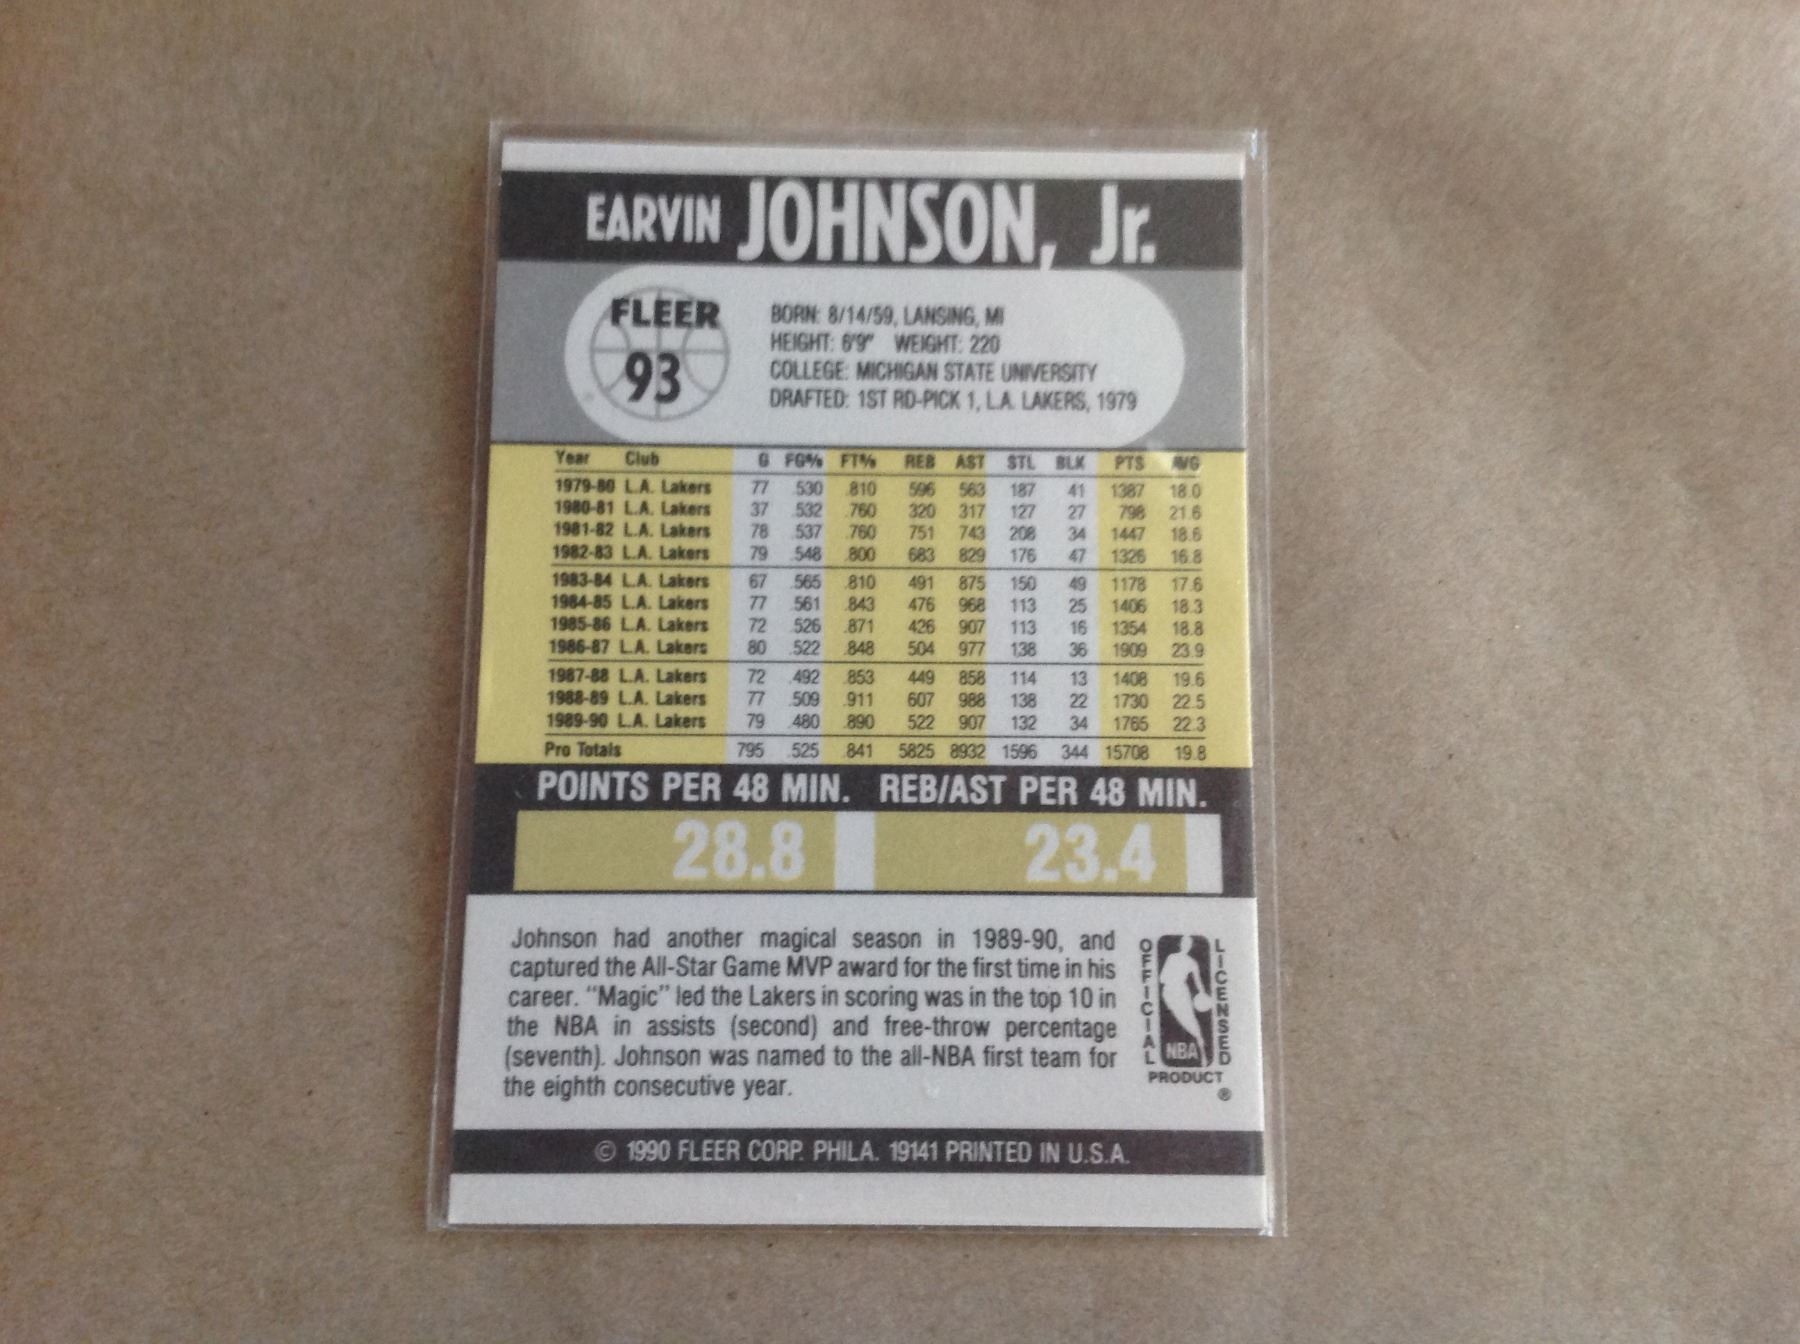 EARVIN JOHNSON, Jr.
FLEER
93
BORN: 8/14/59, LANSING, MI
HEIGHT: 6'9" WEIGHT: 220
COLLEGE: MICHIGAN STATE UNIVERSITY
DRAFTED: 1ST RD-PICK 1, L.A. LAKERS, 1979
Year Club G FG% FT% REB AST STL BLK PTS AVG
1979-80 L.A. Lakers 77 .530 .810 596 563 187 41 1387 18.0
1980-81 L.A. Lakers 37 .532 .760 320 317 127 27 798 21.6
1981-82 L.A. Lakers 78 .537 .760 751 743 208 34 1447 18.6
1982-83 L.A. Lakers 79 .548 .800 683 829 176 47 1326 16.8
1983-84 L.A. Lakers 67 .565 .810 491 875 150 49 1178 17.6
1984-85 L.A. Lakers 77 .561 .843 476 968 113 25 1406 18.3
1985-86 L.A. Lakers 72 .526 .871 426 907 113 16 1354 18.8
1986-87 L.A. Lakers 80 .522 .848 504 977 138 36 1909 23.9
1987-88 L.A. Lakers 72 .492 .853 449 858 114 13 1408 19.6
1988-89 L.A. Lakers 77 .509 .911 607 988 138 22 1730 22.5
1989-90 L.A. Lakers 79 .480 .890 522 907 132 34 1765 22.3
Pro Totals 795 .525 .841 5825 8932 1596 344 15708 19.8
POINTS PER 48 MIN. REB/AST PER 48 MIN.
28.8 23.4
Johnson had another magical season in 1989-90, and
captured the All-Star Game MVP award for the first time in his
career. "Magic" led the Lakers in scoring was in the top 10 in
the NBA in assists (second) and free-throw percentage
(seventh). Johnson was named to the all-NBA first team for
the eighth consecutive year.
OFFICIAL
LICENSED
NBA
PRODUCT
®
© 1990 FLEER CORP. PHILA. 19141 PRINTED IN U.S.A.